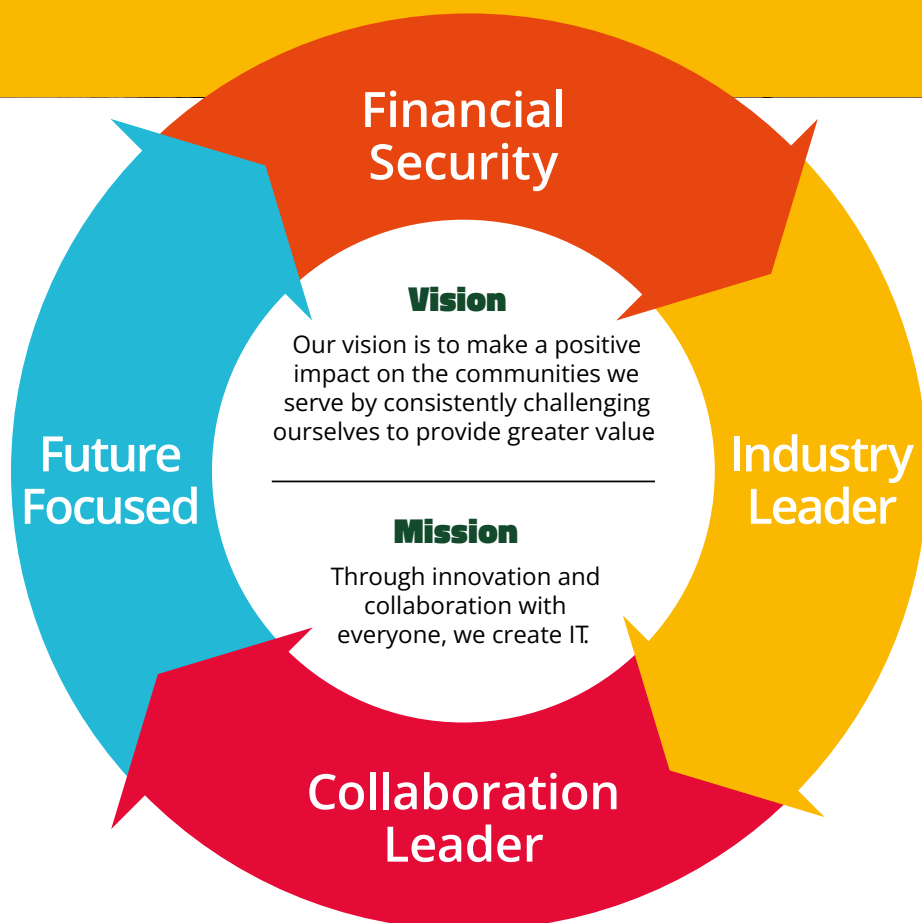 Financial
Security
Vision
Our vision is to make a positive
impact on the communities we
serve by consistently challenging
ourselves to provide greater value.
Future
Focused
Industry
Leader
Mission
Through innovation and
collaboration with
everyone, we create IT.
Collaboration
Leader